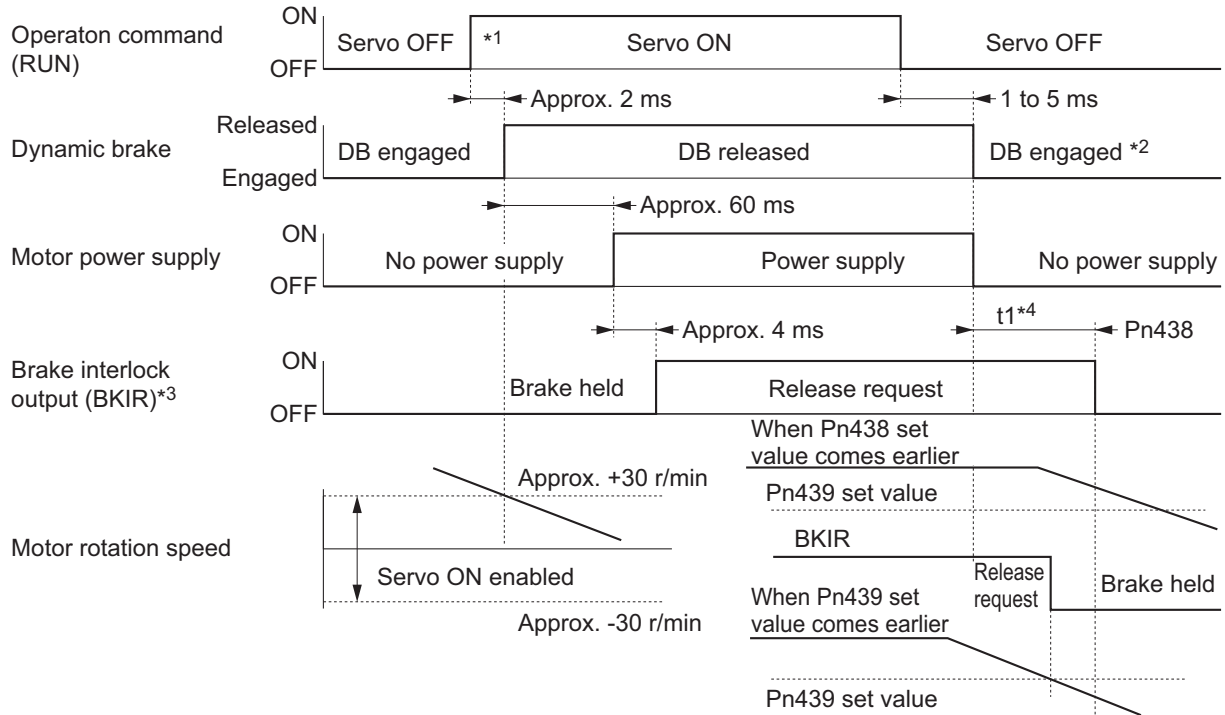 Operaton command
(RUN)
ON
OFF
Servo OFF
*1
Servo ON
Servo OFF
Approx. 2 ms
1 to 5 ms
Dynamic brake
Released
Engaged
DB engaged
DB released
DB engaged *2
Approx. 60 ms
Motor power supply
ON
OFF
No power supply
Power supply
No power supply
Approx. 4 ms
t1*4
Pn438
Brake interlock
output (BKIR)*3
ON
OFF
Brake held
Release request
When Pn438 set
value comes earlier
Pn439 set value
Motor rotation speed
Approx. +30 r/min
Servo ON enabled
Approx. -30 r/min
BKIR
Release
request
Brake held
When Pn439 set
value comes earlier
Pn439 set value